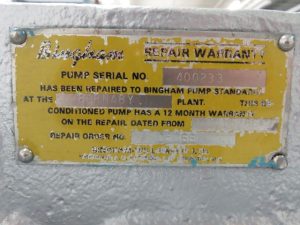 Bingham REPAIR WARRANTY
PUMP SERIAL NO. 400233
HAS BEEN REPAIRED TO BINGHAM PUMP STANDARDS
AT THE PLANT. THIS RE-
CONDITIONED PUMP HAS A 12 MONTH WARRANTY
ON THE REPAIR, DATED FROM
REPAIR ORDER NO.